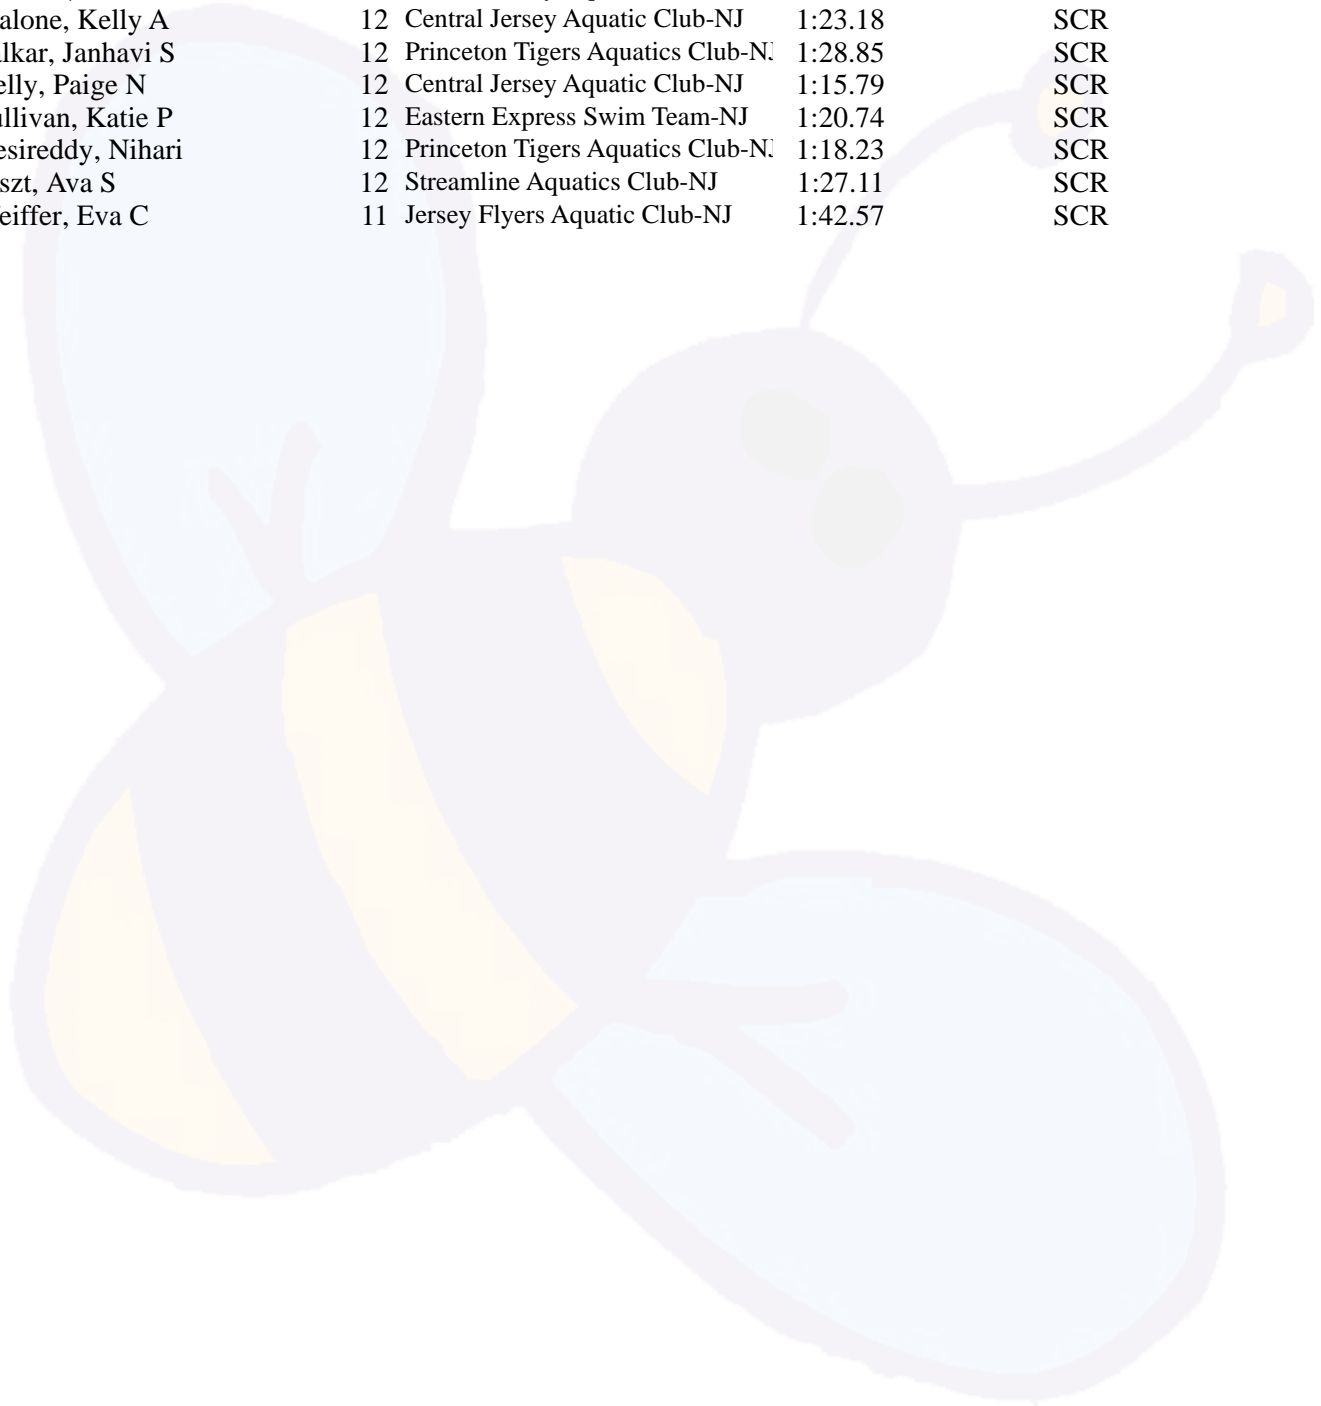 alone, Kelly A 12 Central Jersey Aquatic Club-NJ 1:23.18 SCR
alkar, Janhavi S 12 Princeton Tigers Aquatics Club-NJ 1:28.85 SCR
elly, Paige N 12 Central Jersey Aquatic Club-NJ 1:15.79 SCR
ullivan, Katie P 12 Eastern Express Swim Team-NJ 1:20.74 SCR
esireddy, Nihari 12 Princeton Tigers Aquatics Club-NJ 1:18.23 SCR
szt, Ava S 12 Streamline Aquatics Club-NJ 1:27.11 SCR
eiffer, Eva C 11 Jersey Flyers Aquatic Club-NJ 1:42.57 SCR